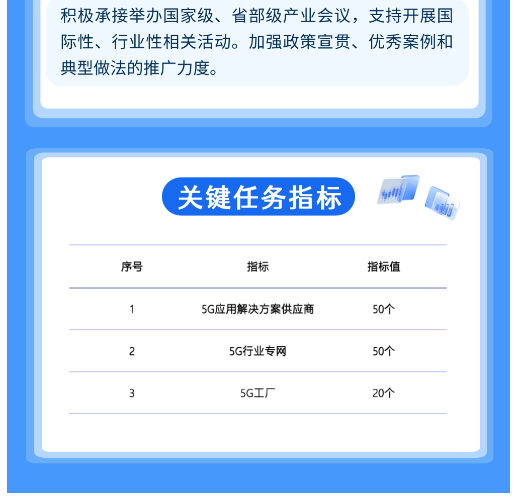 积极承接举办国家级、省部级产业会议，支持开展国
际性、行业性相关活动。加强政策宣贯、优秀案例和
典型做法的推广力度。
关键任务指标
序号 指标 指标值
1 5G应用解决方案供应商 50个
2 5G行业专网 50个
3 5G工厂 20个